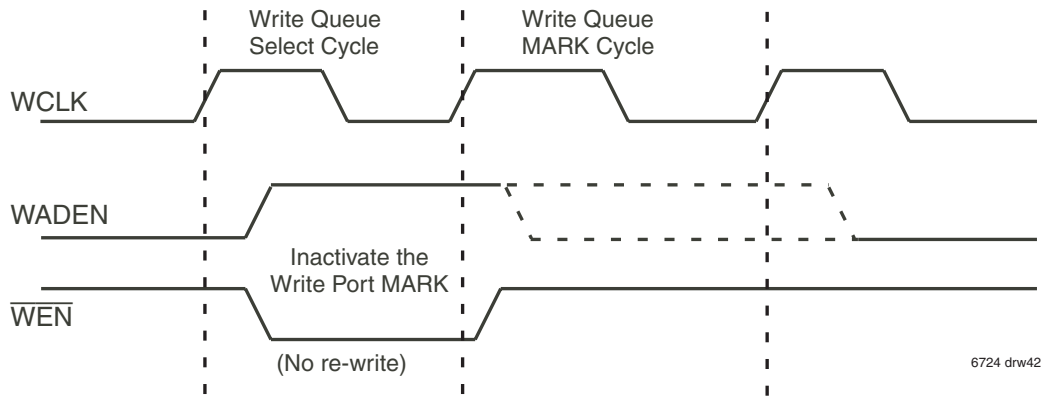 Write Queue
Select Cycle
Write Queue
MARK Cycle
WCLK
WADEN
Inactivate the
Write Port MARK
WEN
(No re-write)
6724 drw42